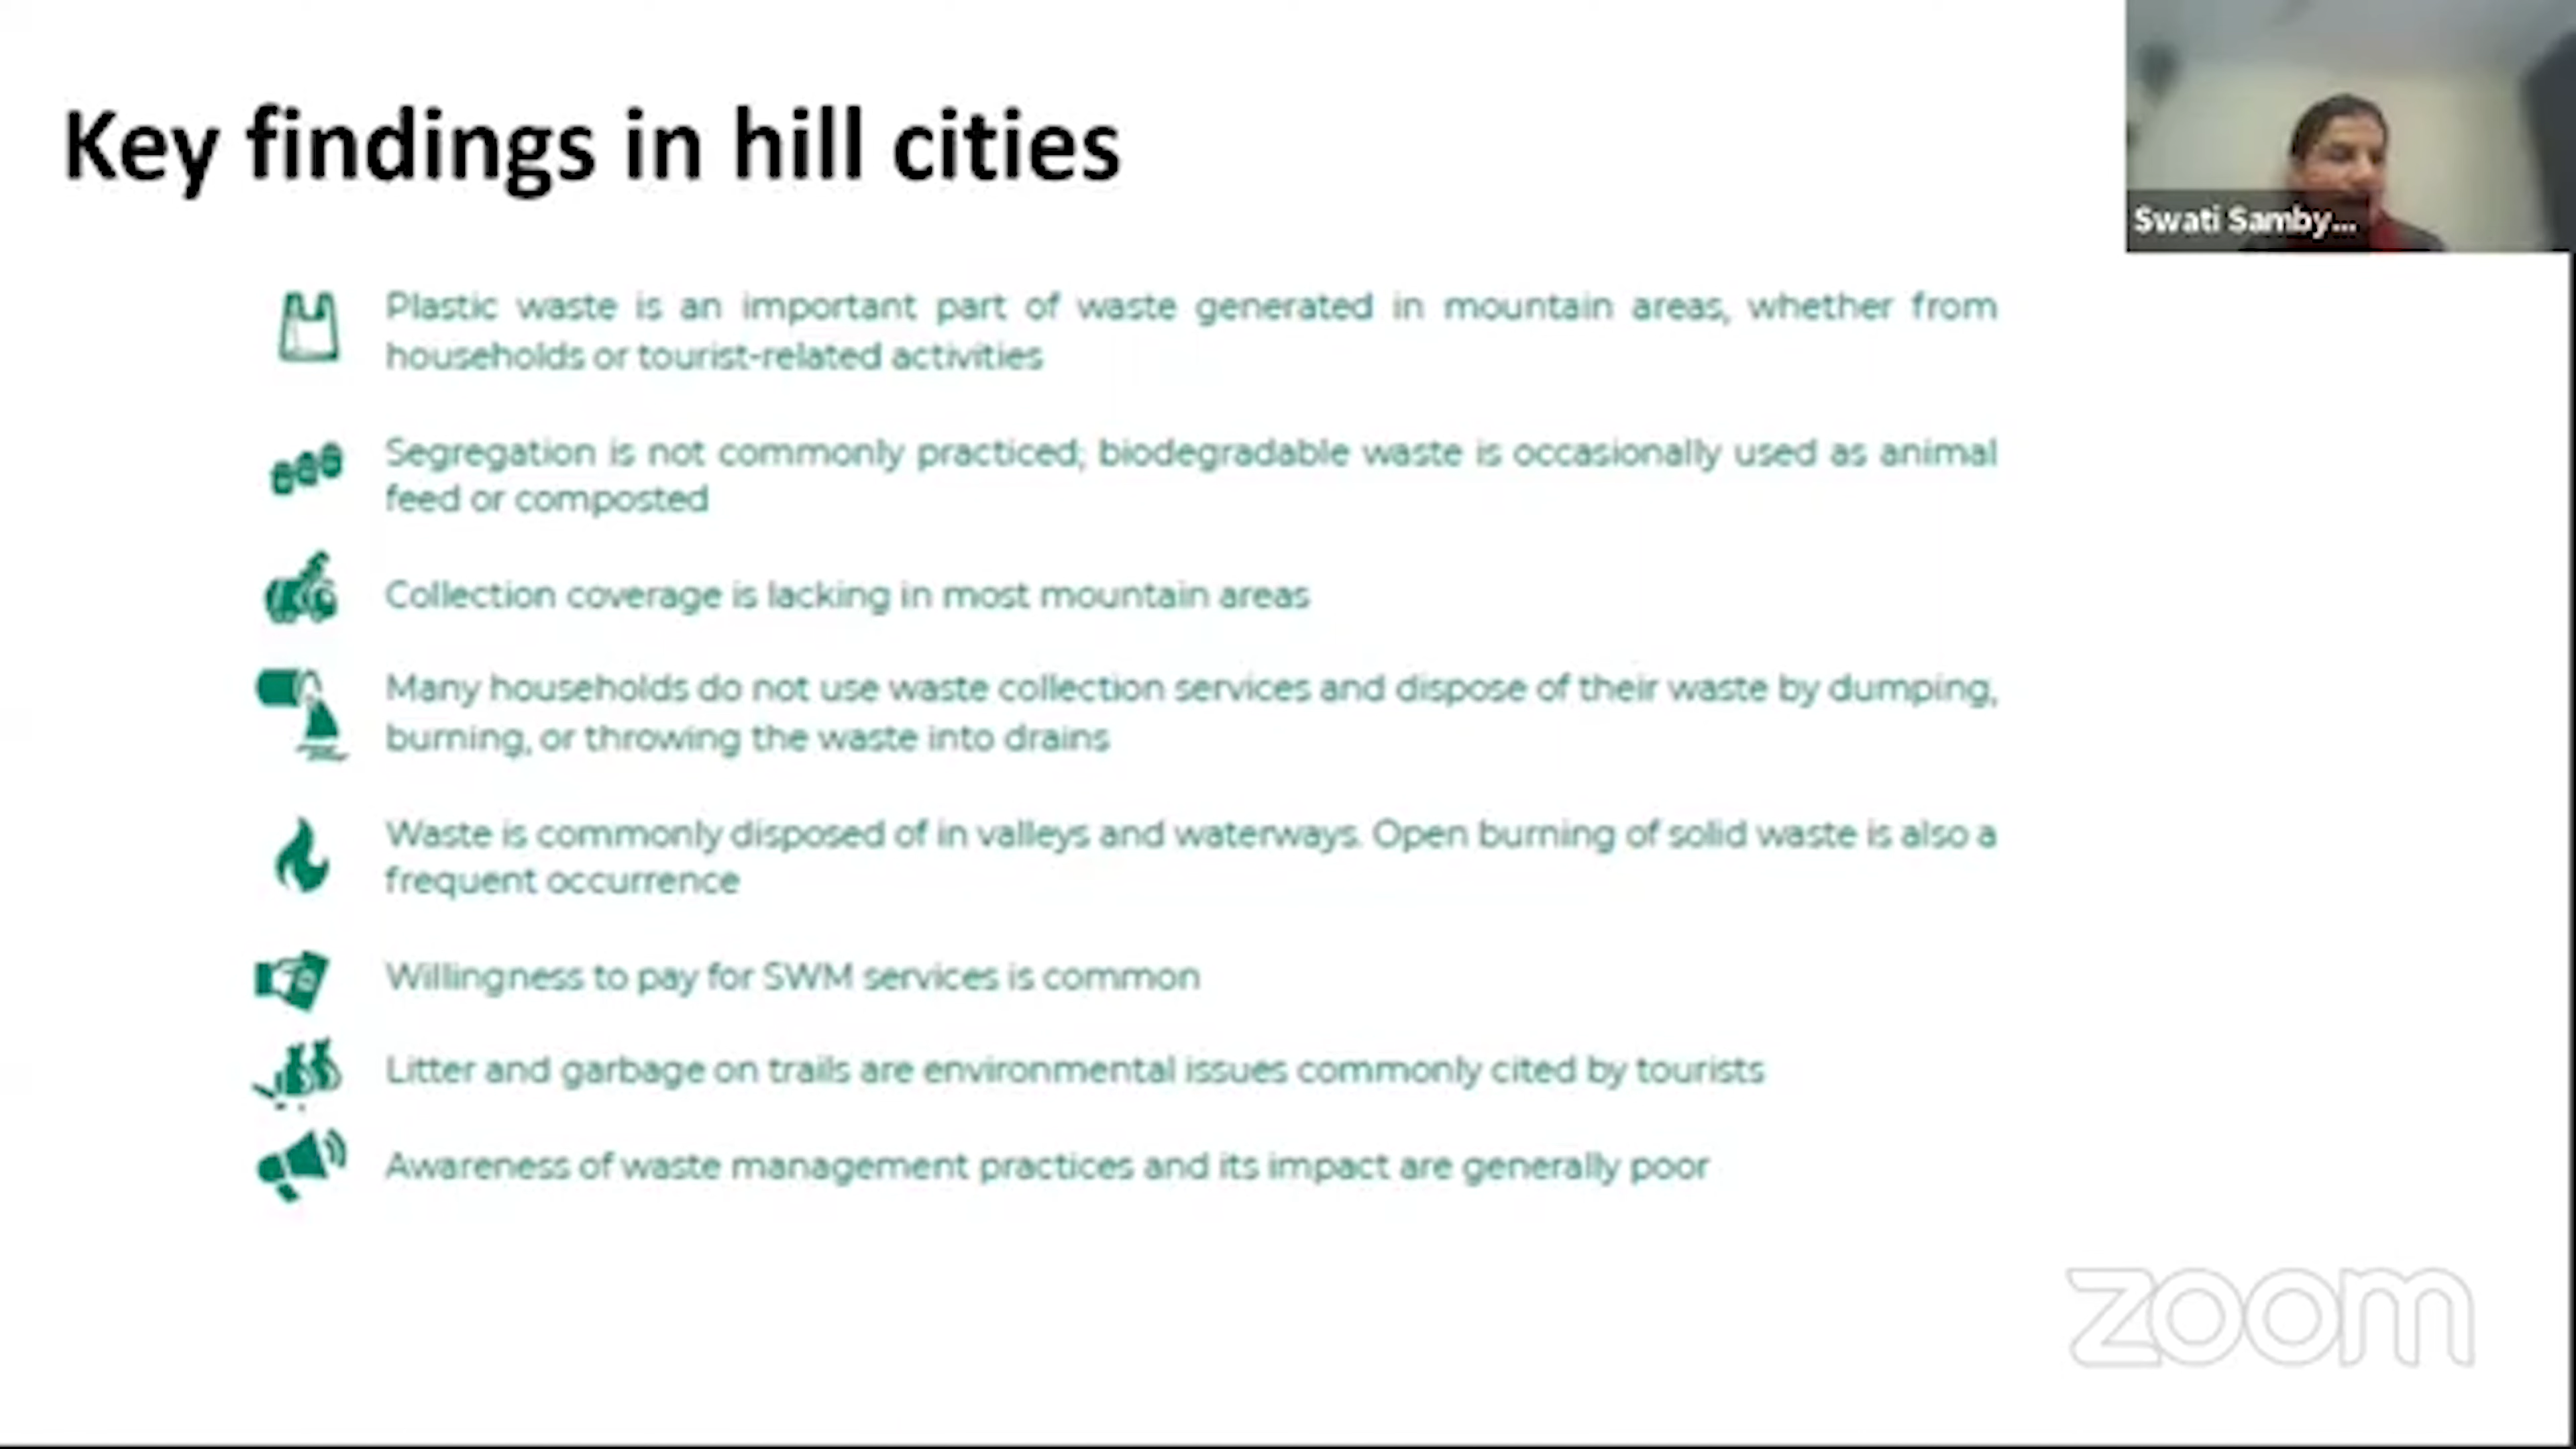 Key findings in hill cities
Swati Samby...
Plastic waste is an important part of waste generated in mountain areas, whether from
households or tourist-related activities
Segregation is not commonly practiced; biodegradable waste is occasionally used as animal
feed or composted
Collection coverage is lacking in most mountain areas
Many households do not use waste collection services and dispose of their waste by dumping,
burning, or throwing the waste into drains
Waste is commonly disposed of in valleys and waterways. Open burning of solid waste is also a
frequent occurrence
Willingness to pay for SWM services is common
Litter and garbage on trails are environmental issues commonly cited by tourists
Awareness of waste management practices and its impact are generally poor
zoom